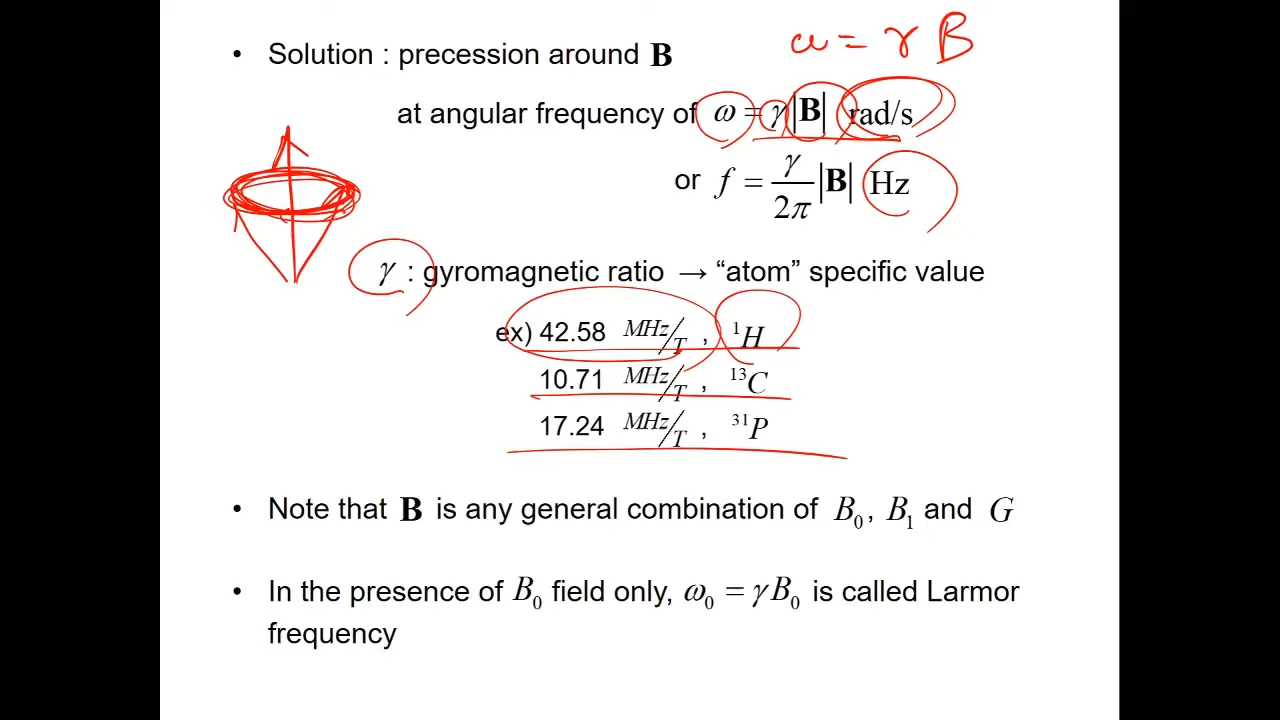 ω = γ B
• Solution : precession around B
at angular frequency of ω = γ|B| rad/s
or f = γ/2π |B| Hz
γ : gyromagnetic ratio → “atom” specific value
ex) 42.58 MHz/T , ¹H
10.71 MHz/T , ¹³C
17.24 MHz/T , ³¹P
• Note that B is any general combination of B₀, B₁ and G
• In the presence of B₀ field only, ω₀ = γB₀ is called Larmor
frequency